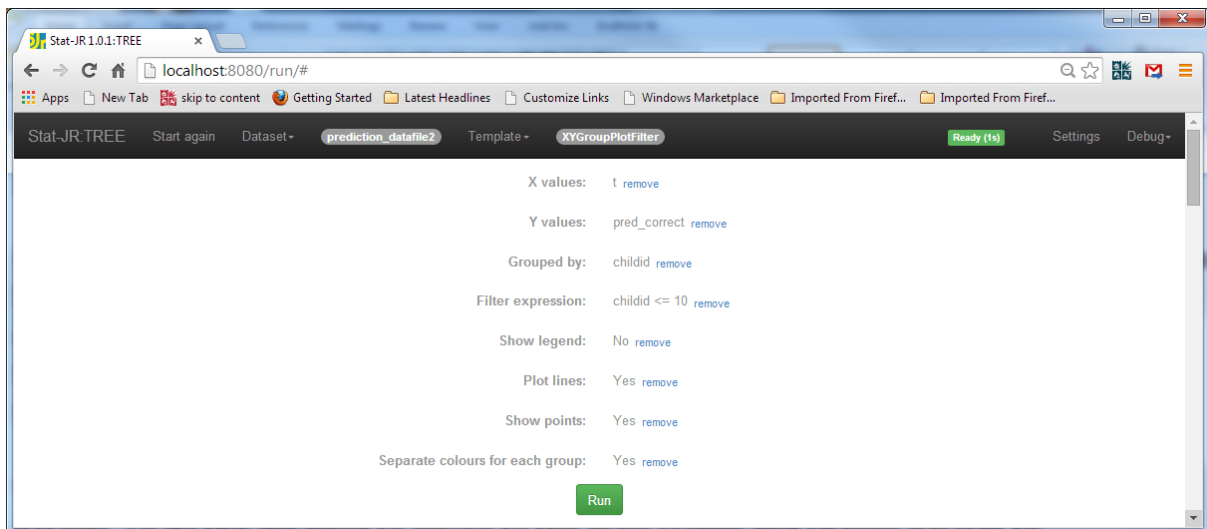 Stat-JR 1.0.1:TREE
localhost:8080/run/#
Apps New Tab skip to content Getting Started Latest Headlines Customize Links Windows Marketplace Imported From Firef... Imported From Firef...
Stat-JR:TREE Start again Dataset prediction_datafile2 Template XYGroupPlotFilter Ready (1s) Settings Debug
X values: t remove
Y values: pred_correct remove
Grouped by: childid remove
Filter expression: childid <= 10 remove
Show legend: No remove
Plot lines: Yes remove
Show points: Yes remove
Separate colours for each group: Yes remove
Run